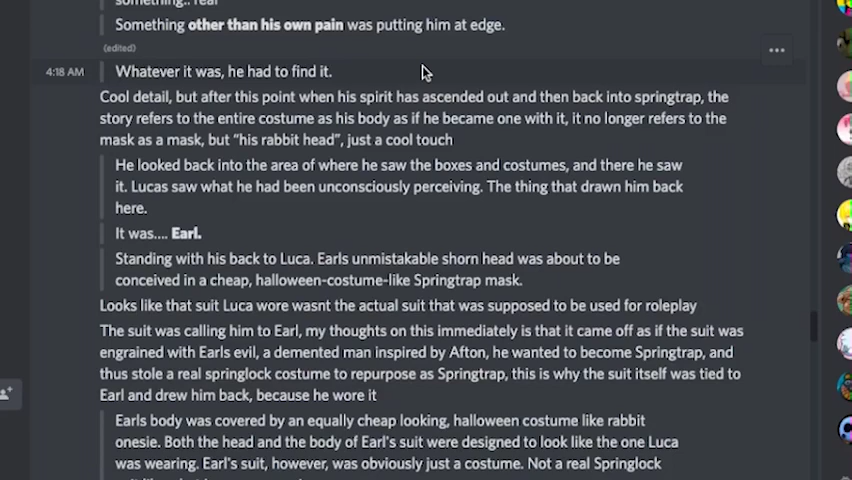 something.. real
Something other than his own pain was putting him at edge.
(edited)
4:18 AM Whatever it was, he had to find it.
Cool detail, but after this point when his spirit has ascended out and then back into springtrap, the
story refers to the entire costume as his body as if he became one with it, it no longer refers to the
mask as a mask, but “his rabbit head”, just a cool touch
He looked back into the area of where he saw the boxes and costumes, and there he saw
it. Lucas saw what he had been unconsciously perceiving. The thing that drawn him back
here.
It was.... Earl.
Standing with his back to Luca. Earls unmistakable shorn head was about to be
conceived in a cheap, halloween-costume-like Springtrap mask.
Looks like that suit Luca wore wasnt the actual suit that was supposed to be used for roleplay
The suit was calling him to Earl, my thoughts on this immediately is that it came off as if the suit was
engrained with Earls evil, a demented man inspired by Afton, he wanted to become Springtrap, and
thus stole a real springlock costume to repurpose as Springtrap, this is why the suit itself was tied to
Earl and drew him back, because he wore it
Earls body was covered by an equally cheap looking, halloween costume like rabbit
onesie. Both the head and the body of Earl's suit were designed to look like the one Luca
was wearing. Earl's suit, however, was obviously just a costume. Not a real Springlock